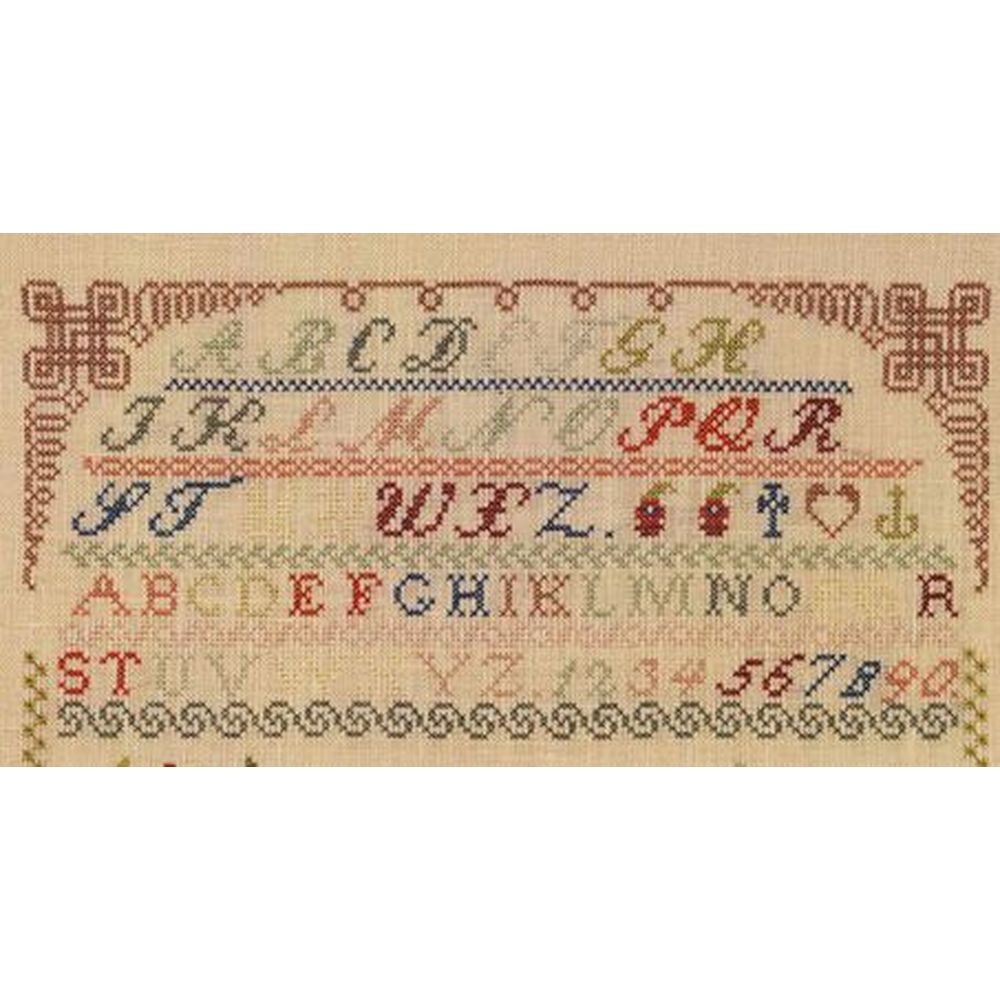 A B C D E F G H
I K L M N O P Q R
S T W X Z .
A B C D E F G H I K L M N O R
S T U V Y Z . 1 2 3 4 5 6 7 8 9 0 .